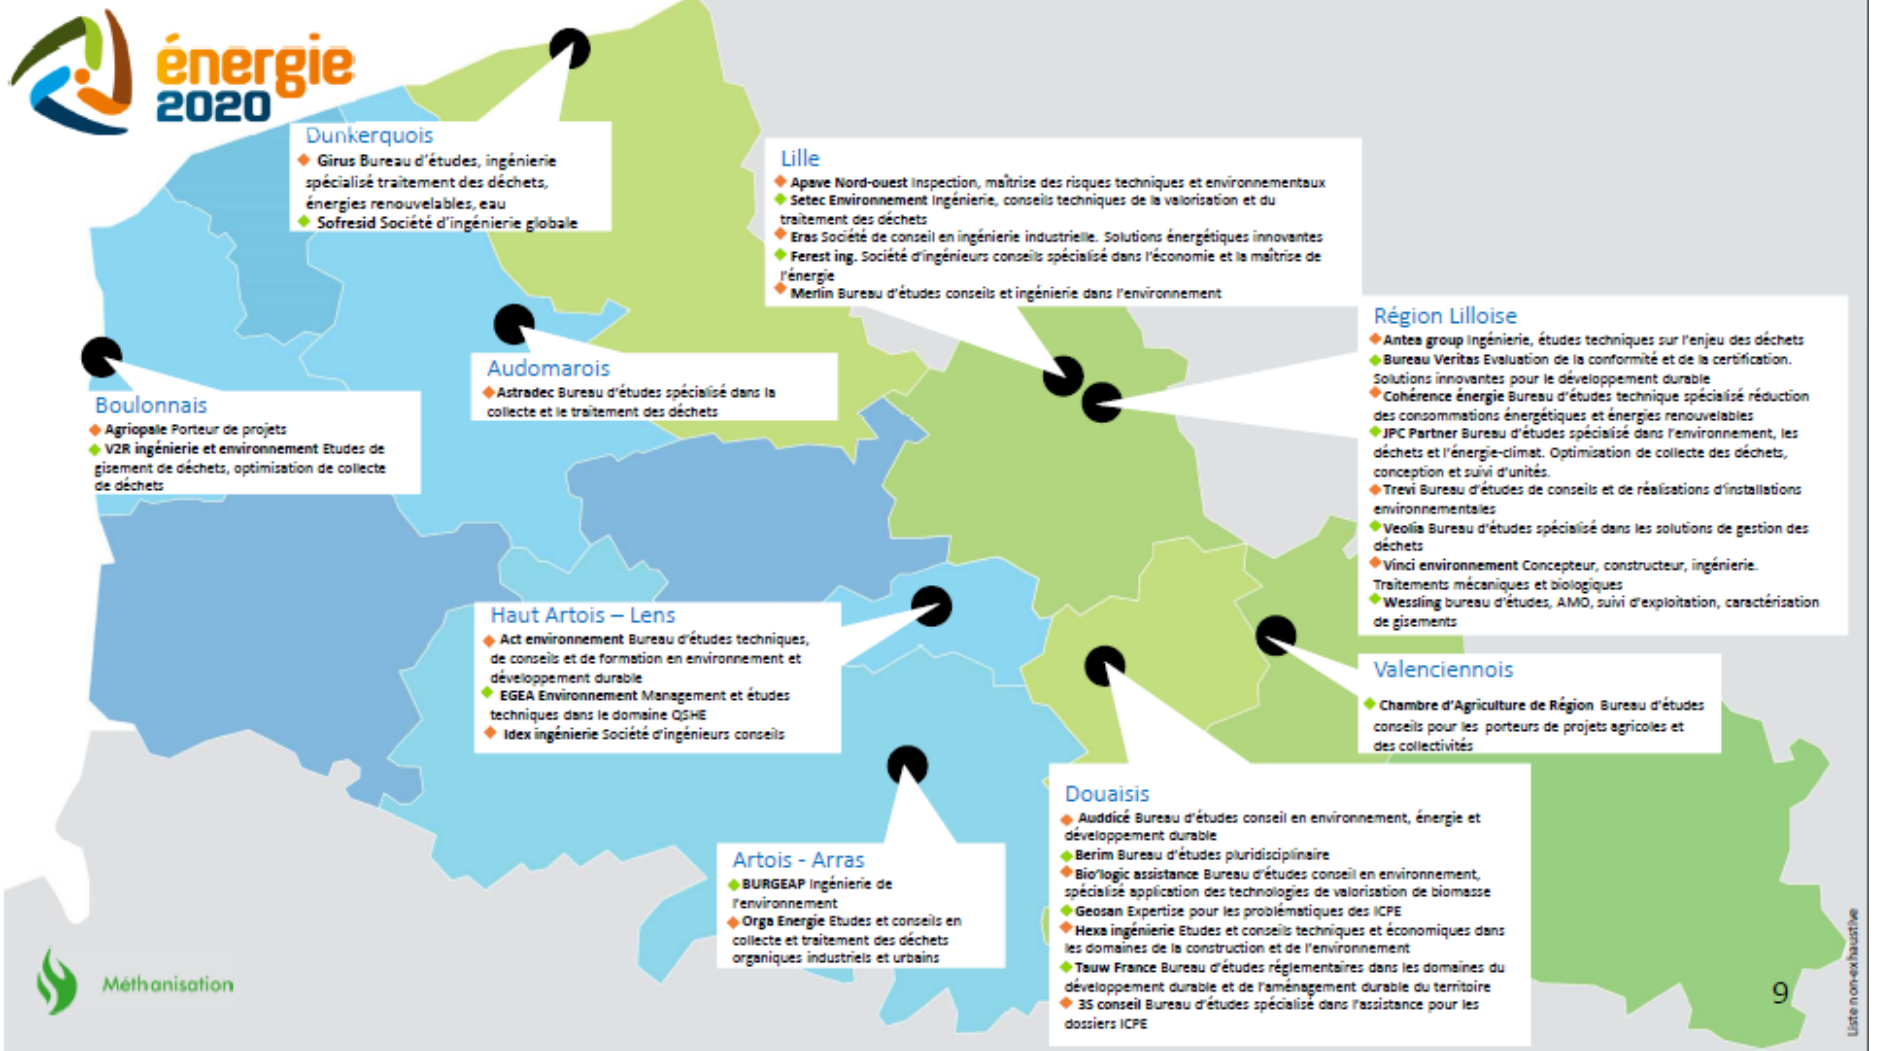 énergie
2020
Dunkerquois
Girus Bureau d'études, ingénierie
spécialisé traitement des déchets,
énergies renouvelables, eau
Sofresid Société d'ingénierie globale
Lille
Apave Nord-ouest Inspection, maîtrise des risques techniques et environnementaux
Setec Environnement Ingénierie, conseils techniques de la valorisation et du
traitement des déchets
Eras Société de conseil en ingénierie industrielle. Solutions énergétiques innovantes
Ferest ing. Société d'ingénieurs conseils spécialisé dans l'économie et la maîtrise de
l'énergie
Merlin Bureau d'études conseils et ingénierie dans l'environnement
Région Lilloise
Antea group Ingénierie, études techniques sur l'enjeu des déchets
Bureau Veritas Evaluation de la conformité et de la certification.
Solutions innovantes pour le développement durable
Cohérence énergie Bureau d'études technique spécialisé réduction
des consommations énergétiques et énergies renouvelables
JPC Partner Bureau d'études spécialisé dans l'environnement, les
déchets et l'énergie-climat. Optimisation de collecte des déchets,
conception et suivi d'unités.
Trevi Bureau d'études de conseils et de réalisations d'installations
environnementales
Veolia Bureau d'études spécialisé dans les solutions de gestion des
déchets
Vinci environnement Concepteur, constructeur, ingénierie.
Traitements mécaniques et biologiques
Wessling bureau d'études, AMO, suivi d'exploitation, caractérisation
de gisements
Audomarois
Astradec Bureau d'études spécialisé dans la
collecte et le traitement des déchets
Boulonnais
Agriopale Porteur de projets
V2R ingénierie et environnement Etudes de
gisement de déchets, optimisation de collecte
de déchets
Haut Artois – Lens
Act environnement Bureau d'études techniques,
de conseils et de formation en environnement et
développement durable
EGEA Environnement Management et études
techniques dans le domaine QSHE
Idex ingénierie Société d'ingénieurs conseils
Valenciennois
Chambre d'Agriculture de Région Bureau d'études
conseils pour les porteurs de projets agricoles et
des collectivités
Douaisis
Auddicé Bureau d'études conseil en environnement, énergie et
développement durable
Berim Bureau d'études pluridisciplinaire
Bio'logic assistance Bureau d'études conseil en environnement,
spécialisé application des technologies de valorisation de biomasse
Geosan Expertise pour les problématiques des ICPE
Hexa ingénierie Etudes et conseils techniques et économiques dans
les domaines de la construction et de l'environnement
Tauw France Bureau d'études réglementaires dans les domaines du
développement durable et de l'aménagement durable du territoire
3S conseil Bureau d'études spécialisé dans l'assistance pour les
dossiers ICPE
Artois - Arras
BURGEAP Ingénierie de
l'environnement
Orga Energie Etudes et conseils en
collecte et traitement des déchets
organiques industriels et urbains
Méthanisation
9
Liste non-exhaustive